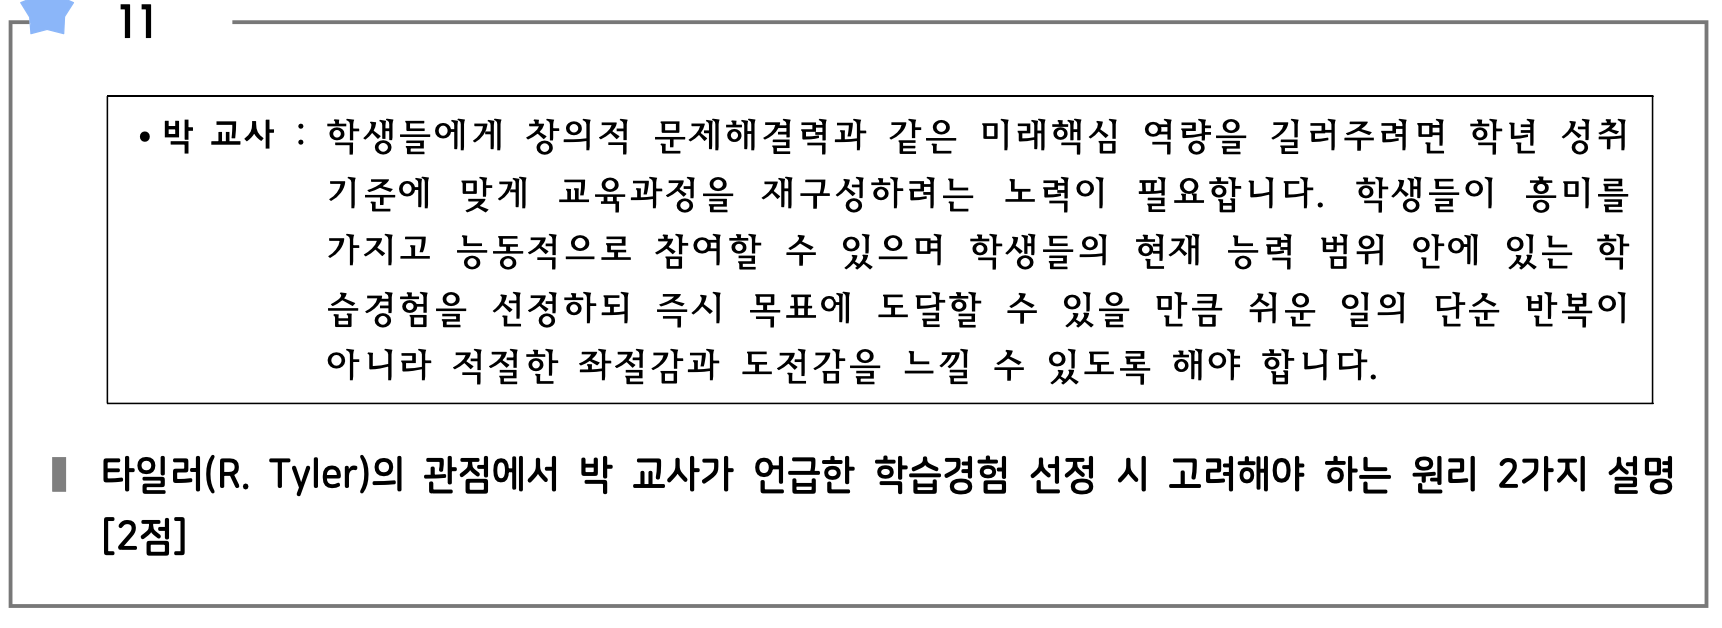 11
• 박 교사 : 학생들에게 창의적 문제해결력과 같은 미래핵심 역량을 길러주려면 학년 성취
기준에 맞게 교육과정을 재구성하려는 노력이 필요합니다. 학생들이 흥미를
가지고 능동적으로 참여할 수 있으며 학생들의 현재 능력 범위 안에 있는 학
습경험을 선정하되 즉시 목표에 도달할 수 있을 만큼 쉬운 일의 단순 반복이
아니라 적절한 좌절감과 도전감을 느낄 수 있도록 해야 합니다.
타일러(R. Tyler)의 관점에서 박 교사가 언급한 학습경험 선정 시 고려해야 하는 원리 2가지 설명
[2점]